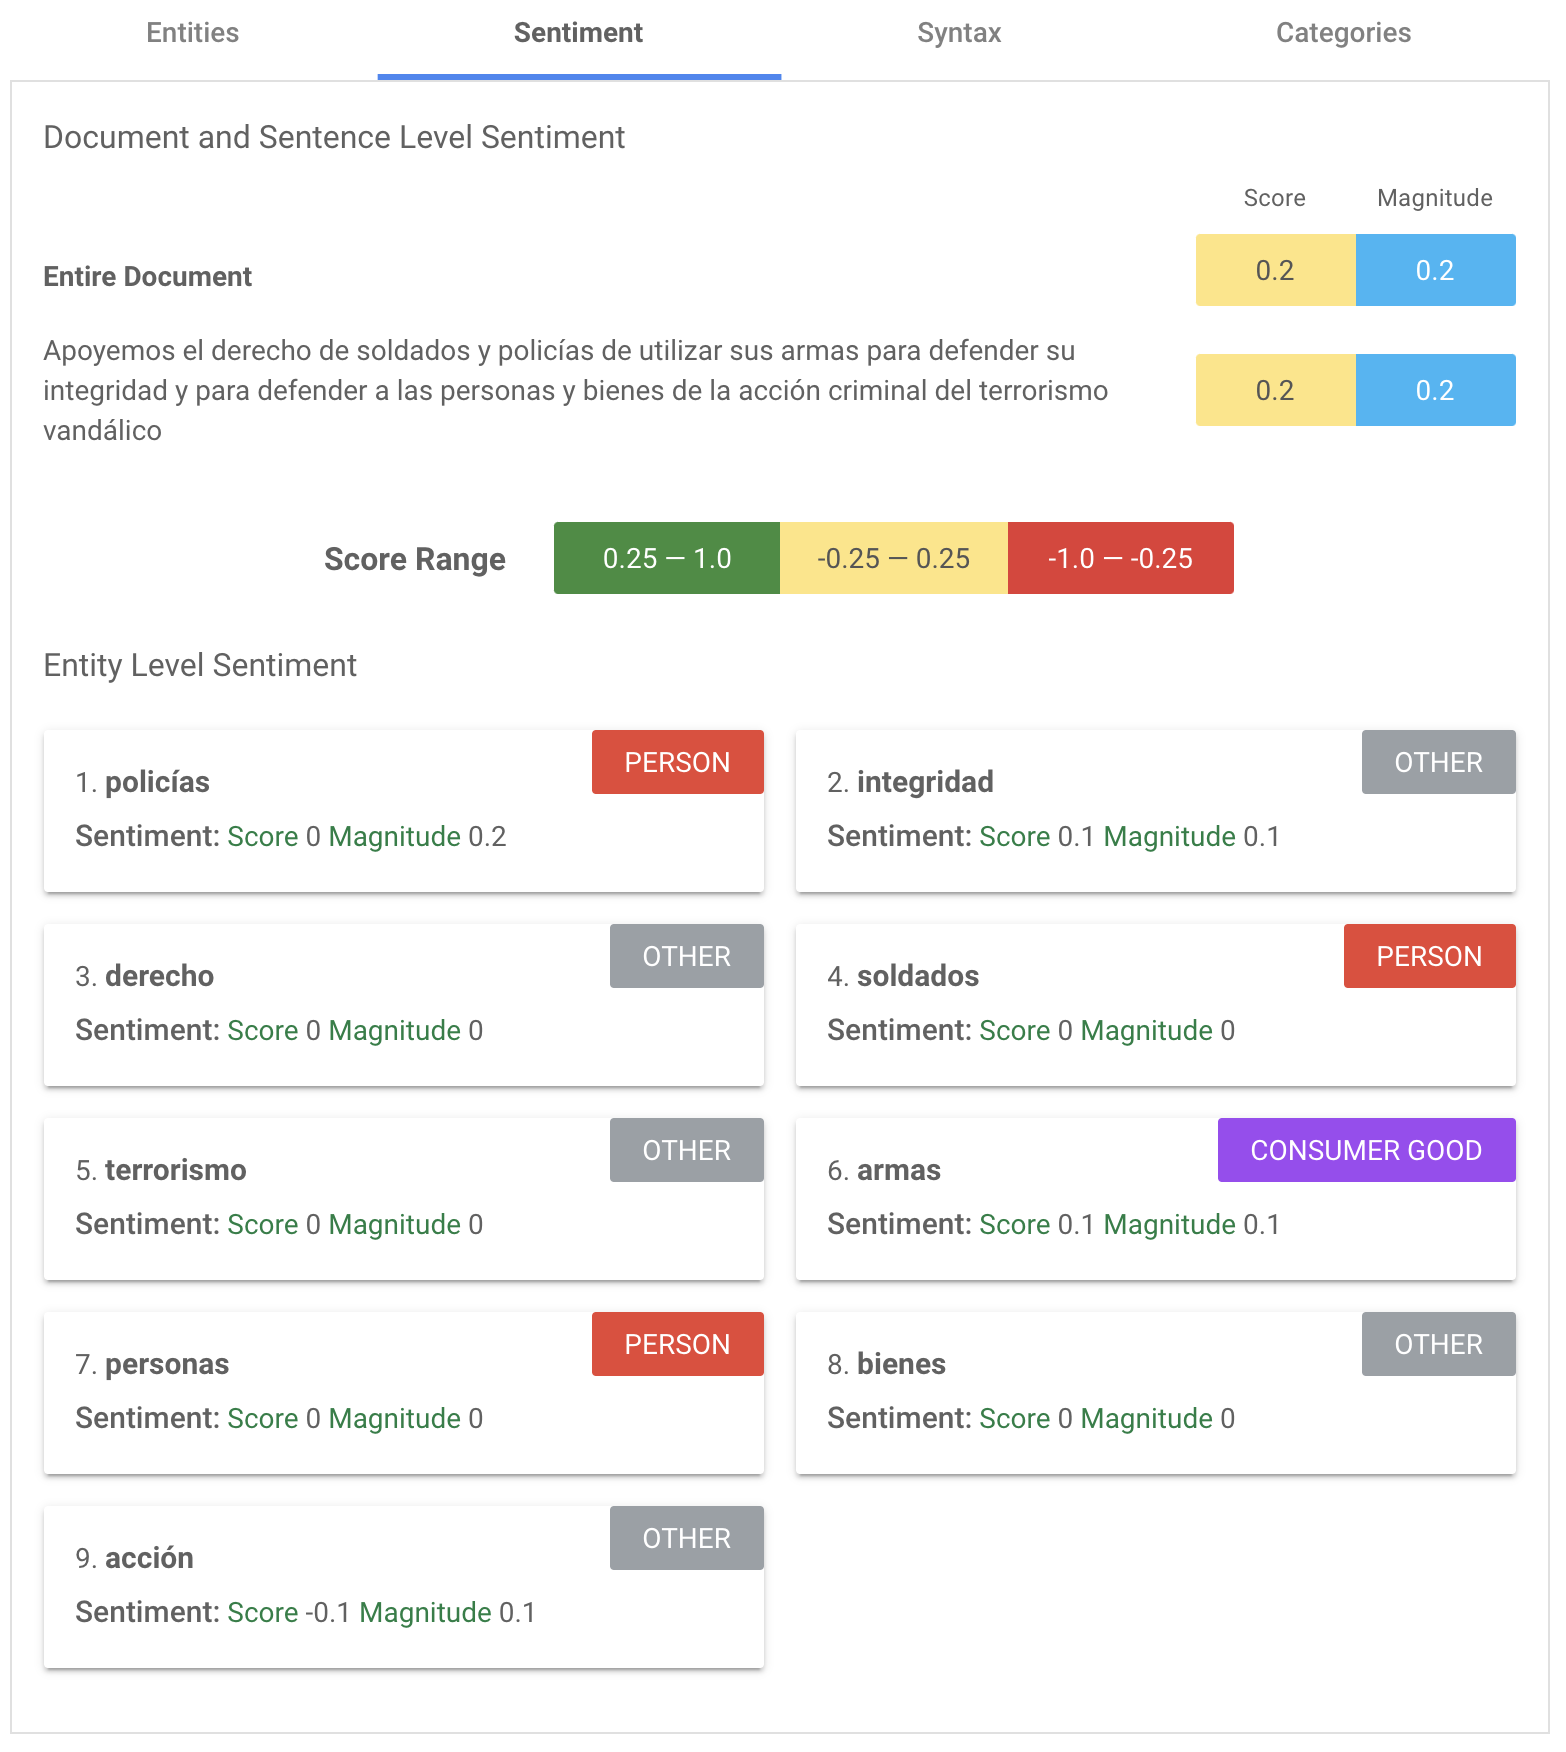 Entities Sentiment Syntax Categories
Document and Sentence Level Sentiment
Score Magnitude
Entire Document 0.2 0.2
Apoyemos el derecho de soldados y policías de utilizar sus armas para defender su
integridad y para defender a las personas y bienes de la acción criminal del terrorismo
vandálico
0.2 0.2
Score Range 0.25 — 1.0 -0.25 — 0.25 -1.0 — -0.25
Entity Level Sentiment
1. policías PERSON
Sentiment: Score 0 Magnitude 0.2
2. integridad OTHER
Sentiment: Score 0.1 Magnitude 0.1
3. derecho OTHER
Sentiment: Score 0 Magnitude 0
4. soldados PERSON
Sentiment: Score 0 Magnitude 0
5. terrorismo OTHER
Sentiment: Score 0 Magnitude 0
6. armas CONSUMER GOOD
Sentiment: Score 0.1 Magnitude 0.1
7. personas PERSON
Sentiment: Score 0 Magnitude 0
8. bienes OTHER
Sentiment: Score 0 Magnitude 0
9. acción OTHER
Sentiment: Score -0.1 Magnitude 0.1